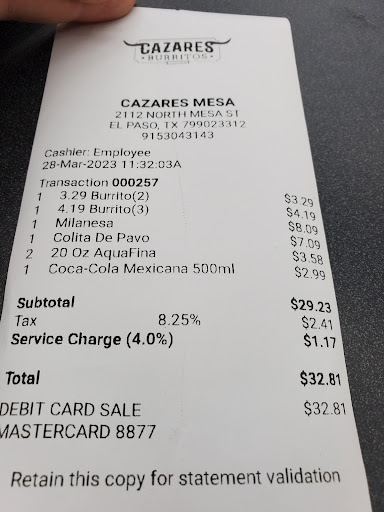 CAZARES
BURRITOS
CAZARES MESA
2112 NORTH MESA ST
EL PASO, TX 799023312
9153043143
Cashier: Employee
28-Mar-2023 11:32:03A
Transaction 000257
1 3.29 Burrito(2) $3.29
1 4.19 Burrito(3) $4.19
1 Milanesa $8.09
1 Colita De Pavo $7.09
2 20 Oz AquaFina $3.58
1 Coca-Cola Mexicana 500ml $2.99
Subtotal $29.23
Tax 8.25% $2.41
Service Charge (4.0%) $1.17
Total $32.81
DEBIT CARD SALE $32.81
MASTERCARD 8877
Retain this copy for statement validation